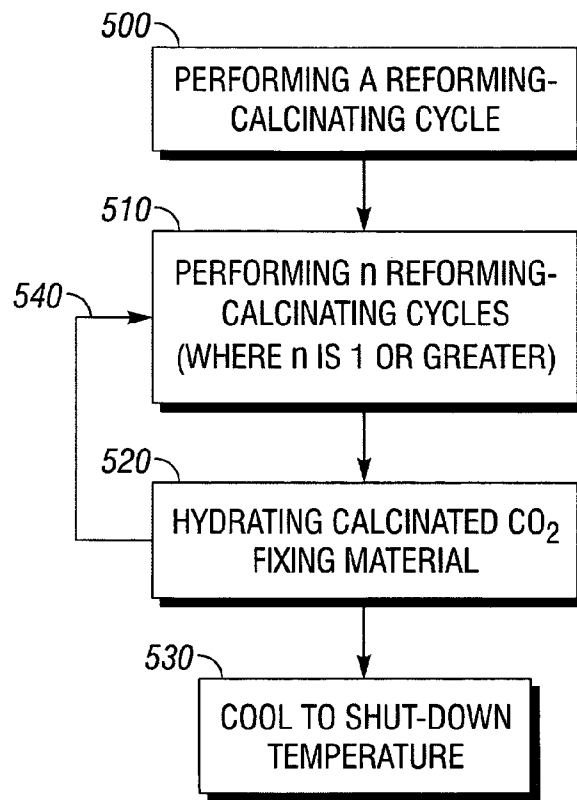 500
PERFORMING A REFORMING-
CALCINATING CYCLE
510
PERFORMING n REFORMING-
CALCINATING CYCLES
(WHERE n IS 1 OR GREATER)
540
520
HYDRATING CALCINATED CO₂
FIXING MATERIAL
530
COOL TO SHUT-DOWN
TEMPERATURE